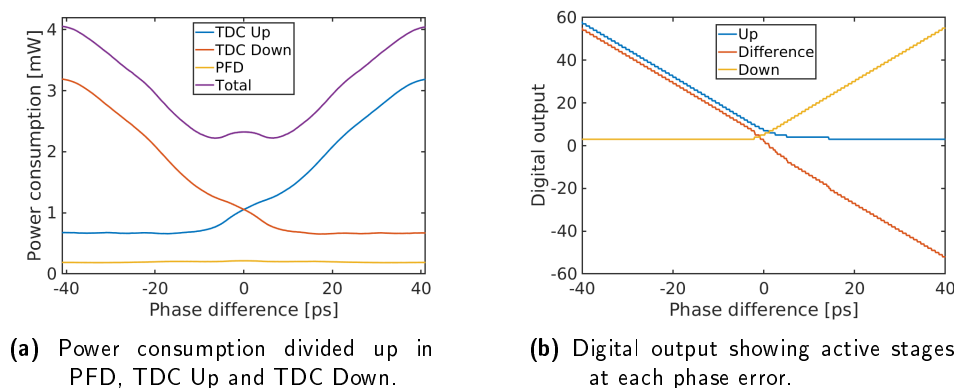 4
3
2
1
0
Power consumption [mW]
TDC Up
TDC Down
PFD
Total
-40 -20 0 20 40
Phase difference [ps]
(a) Power consumption divided up in
PFD, TDC Up and TDC Down.
60
40
20
0
-20
-40
-60
Digital output
Up
Difference
Down
-40 -20 0 20 40
Phase difference [ps]
(b) Digital output showing active stages
at each phase error.